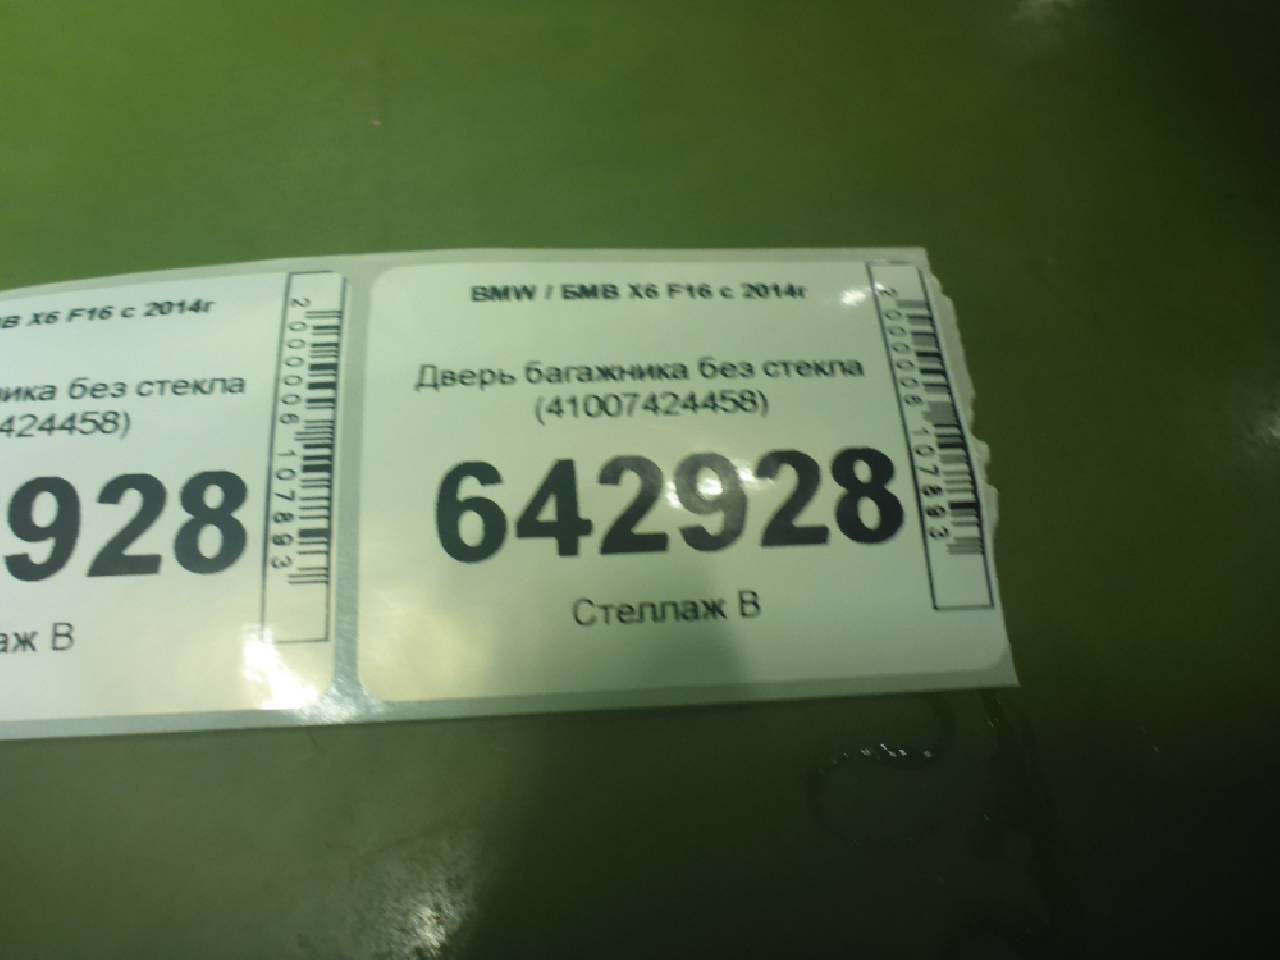 В X6 F16 с 2014г
ика без стекла
424458)
928
аж В
2000006107893
BMW / БМВ X6 F16 с 2014г
Дверь багажника без стекла
(41007424458)
642928
Стеллаж В
2000006107893